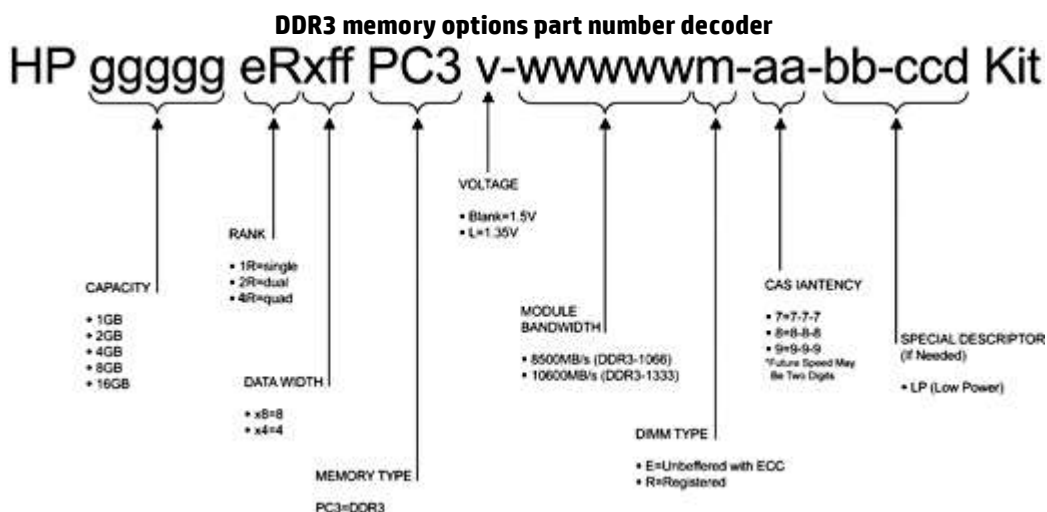 DDR3 memory options part number decoder
HP ggggg eRxff PC3 v-wwwwwm-aa-bb-ccd Kit
VOLTAGE
• Blank=1.5V
• L=1.35V
RANK
• 1R=single
• 2R=dual
• 4R=quad
CAPACITY
• 1GB
• 2GB
• 4GB
• 8GB
• 16GB
CAS IANTENCY
• 7=7-7-7
• 8=8-8-8
• 9=9-9-9
*Future Speed May
Be Two Digits
MODULE
BANDWIDTH
• 8500MB/s (DDR3-1066)
• 10600MB/s (DDR3-1333)
SPECIAL DESCRIPTOR
(If Needed)
• LP (Low Power)
DATA WIDTH
• x8=8
• x4=4
DIMM TYPE
• E=Unbeffered with ECC
• R=Registered
MEMORY TYPE
PC3=DDR3